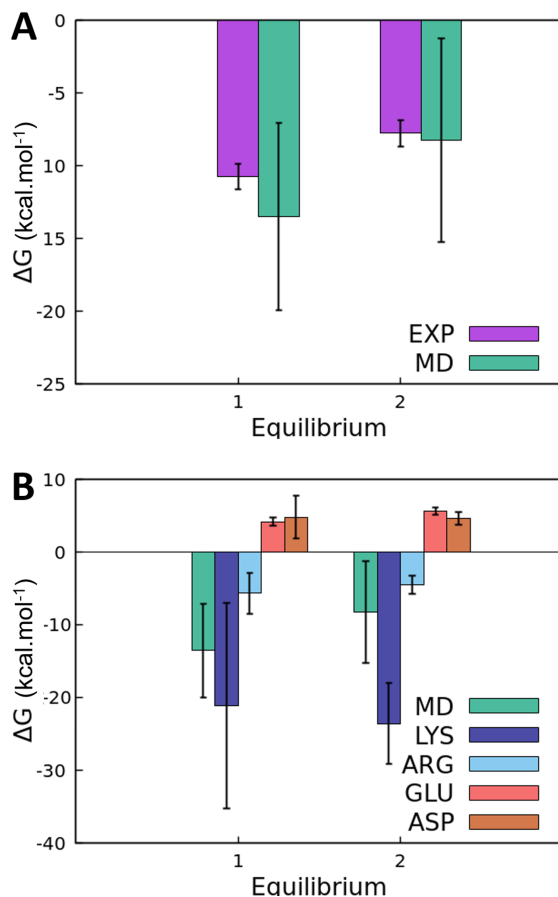 A
0
-5
10
15
-20
-25
ΔG (kcal.mol-1)
EXP
MD
1 2
Equilibrium
B
10
0
-10
-20
-30
-40
ΔG (kcal.mol-1)
MD
LYS
ARG
GLU
ASP
1 2
Equilibrium